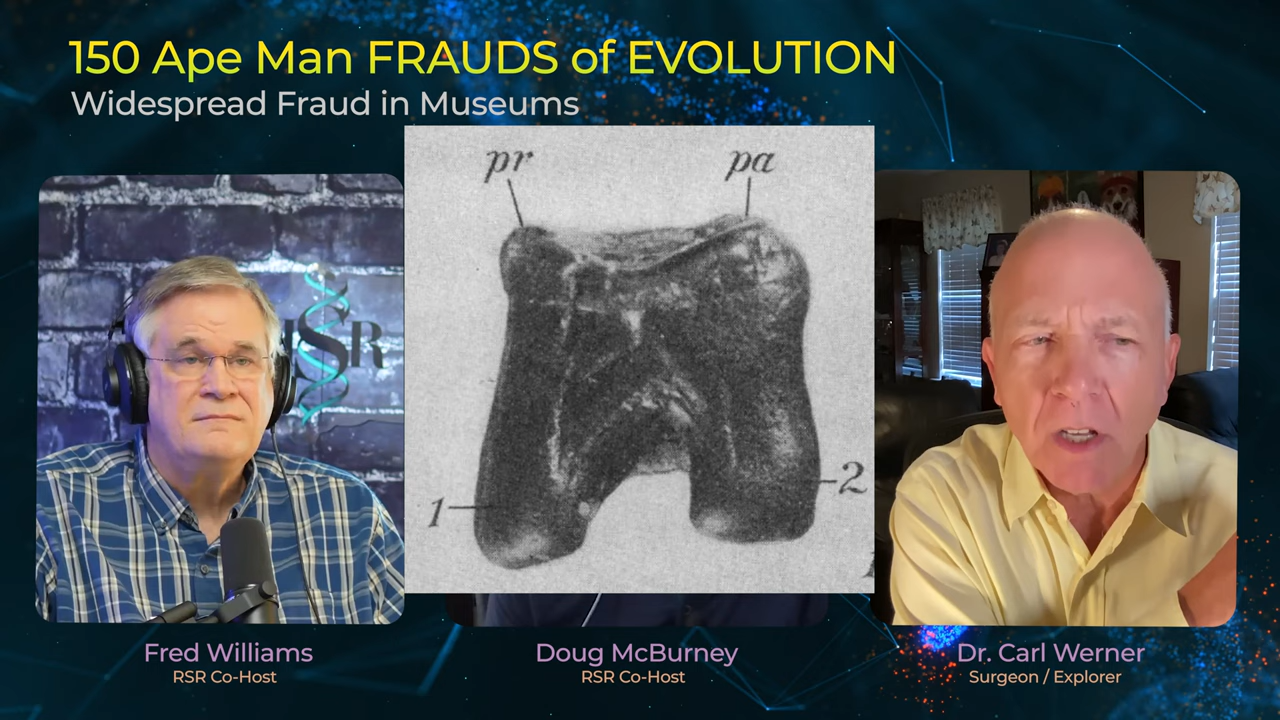 150 Ape Man FRAUDS of EVOLUTION
Widespread Fraud in Museums
pr
pa
1
2
SR
Fred Williams
RSR Co-Host
Doug McBurney
RSR Co-Host
Dr. Carl Werner
Surgeon / Explorer